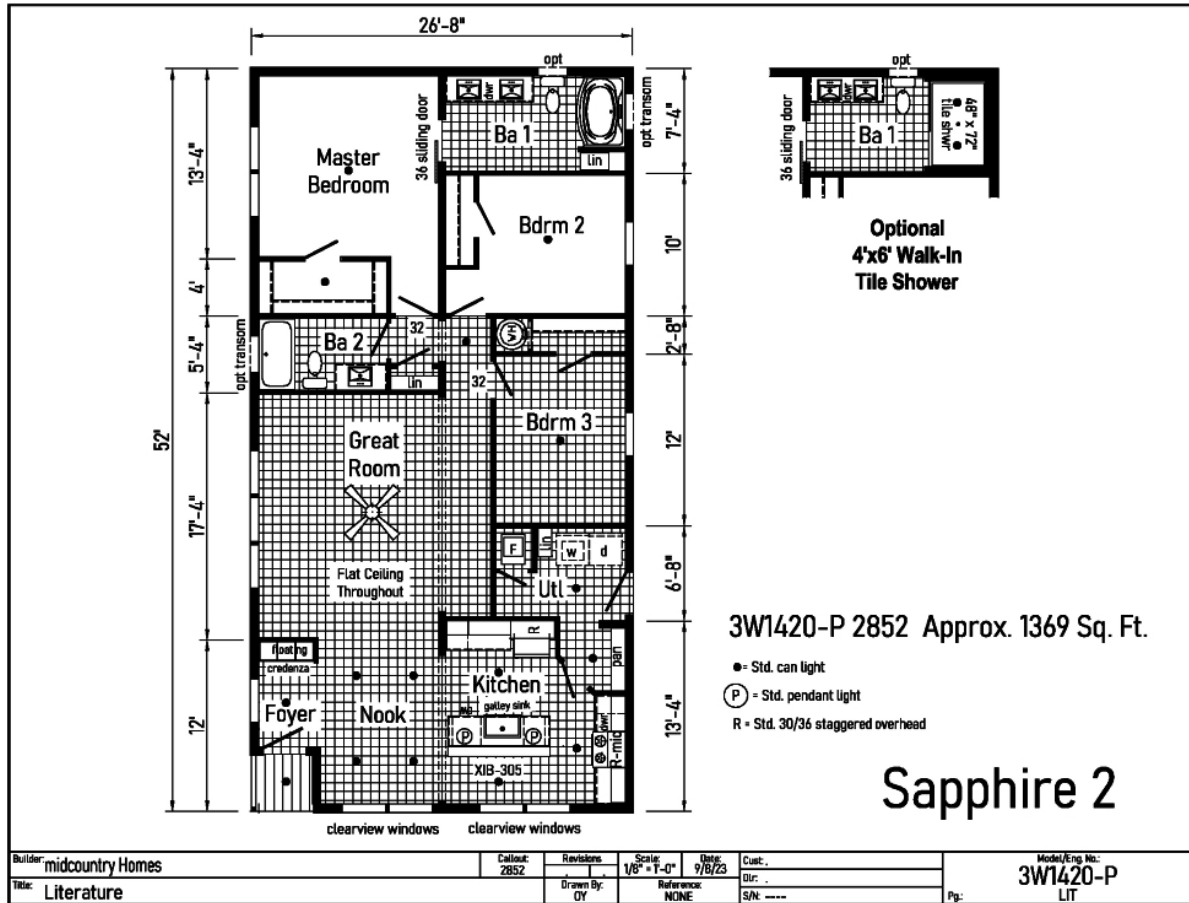 26'-8"
opt
dwr
Ba 1
lin
36 sliding door
opt transom
7'-4"
13'-4"
Master
Bedroom
Bdrm 2
10'
4'
opt transom
5'-4"
Ba 2
32
lin
WH
2'-8"
32
Bdrm 3
12'
52'
17'-4"
Great
Room
Flat Ceiling
Throughout
F
lin
w
d
Utl
6'-8"
floating
credenza
Foyer
12'
Nook
R
Kitchen
galley sink
P
P
XIB-305
pan
dwr
R-mic
13'-4"
clearview windows
clearview windows
opt
dwr
Ba 1
36 sliding door
48" x 72"
tile shwr
Optional
4'x6' Walk-In
Tile Shower
3W1420-P 2852 Approx. 1369 Sq. Ft.
= Std. can light
P = Std. pendant light
R = Std. 30/36 staggered overhead
Sapphire 2
Builder: midcountry Homes
Title: Literature
Callout:
2852
Revisions
Drawn By:
OY
Scale:
1/8" = 1'-0"
Date:
9/8/23
Reference:
NONE
Cust: .
Dlr: .
S/N: ----
Model/Eng. No.:
3W1420-P
Pg.: LIT